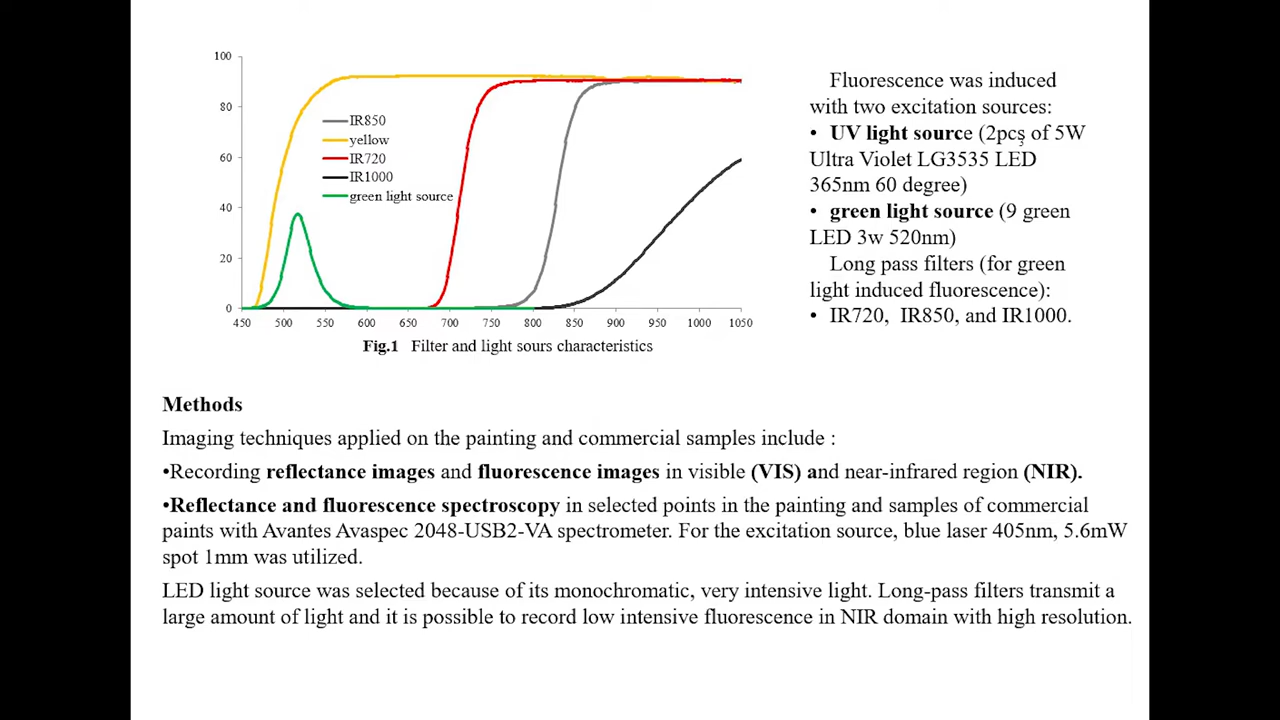 100
80
60
40
20
0
IR850
yellow
IR720
IR1000
green light source
450 500 550 600 650 700 750 800 850 900 950 1000 1050
Fig.1 Filter and light sours characteristics
Fluorescence was induced
with two excitation sources:
• UV light source (2pcs of 5W
Ultra Violet LG3535 LED
365nm 60 degree)
• green light source (9 green
LED 3w 520nm)
Long pass filters (for green
light induced fluorescence):
• IR720, IR850, and IR1000.
Methods
Imaging techniques applied on the painting and commercial samples include :
•Recording reflectance images and fluorescence images in visible (VIS) and near-infrared region (NIR).
•Reflectance and fluorescence spectroscopy in selected points in the painting and samples of commercial
paints with Avantes Avaspec 2048-USB2-VA spectrometer. For the excitation source, blue laser 405nm, 5.6mW
spot 1mm was utilized.
LED light source was selected because of its monochromatic, very intensive light. Long-pass filters transmit a
large amount of light and it is possible to record low intensive fluorescence in NIR domain with high resolution.